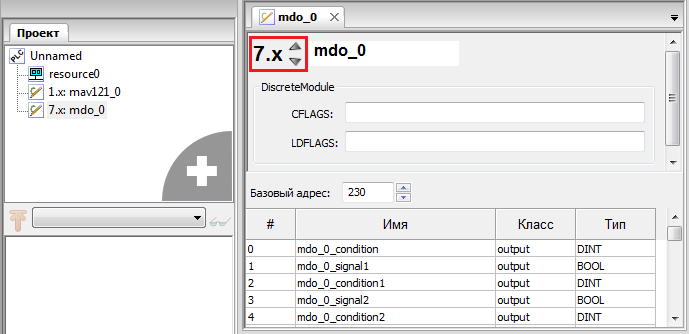 Проект
Unnamed
resource0
1.x: mav121_0
7.x: mdo_0
mdo_0
7.x mdo_0
DiscreteModule
CFLAGS:
LDFLAGS:
Базовый адрес: 230
# Имя Класс Тип
0 mdo_0_condition output DINT
1 mdo_0_signal1 output BOOL
2 mdo_0_condition1 output DINT
3 mdo_0_signal2 output BOOL
4 mdo_0_condition2 output DINT